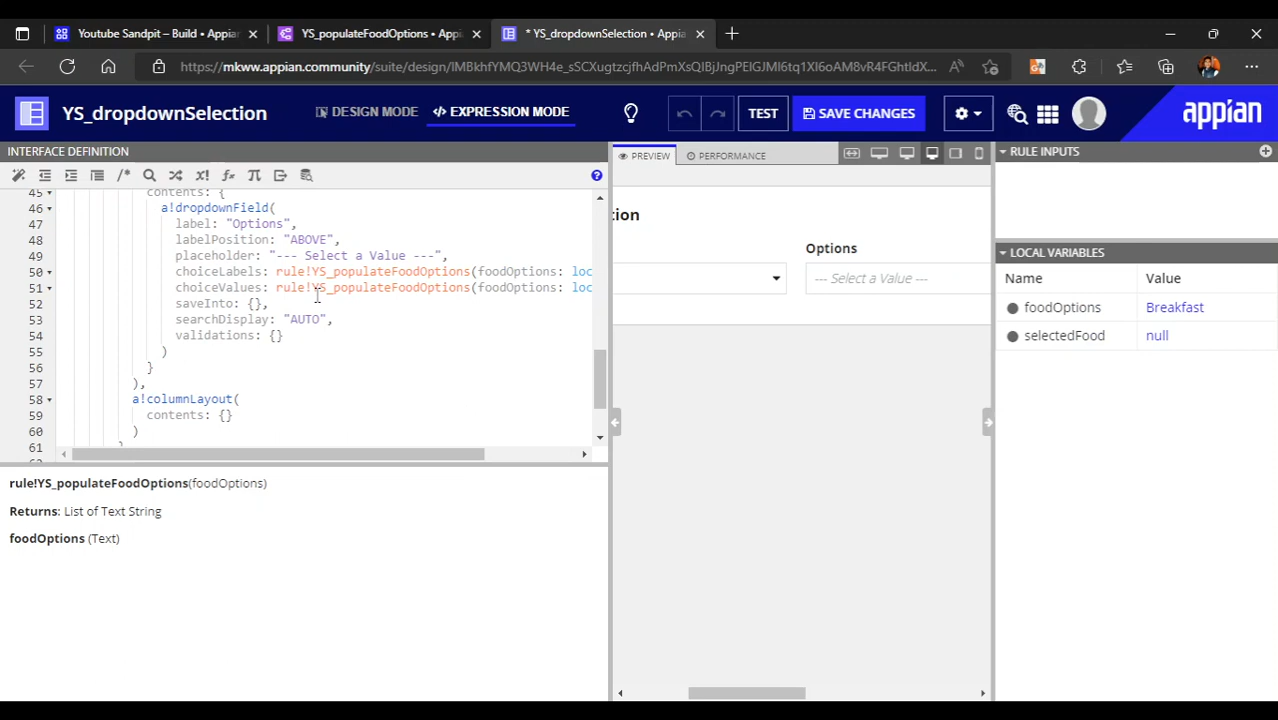 Youtube Sandpit – Build • Appian
YS_populateFoodOptions • Appi
* YS_dropdownSelection • Appia
https://mkww.appian.community/suite/design/
YS_dropdownSelection
DESIGN MODE
</> EXPRESSION MODE
TEST
SAVE CHANGES
appian
INTERFACE DEFINITION
PREVIEW
PERFORMANCE
RULE INPUTS
45 contents: {
46 a!dropdownField(
47 label: "Options",
48 labelPosition: "ABOVE",
49 placeholder: "--- Select a Value ---",
50 choiceLabels: rule!YS_populateFoodOptions(foodOptions: loc
51 choiceValues: rule!YS_populateFoodOptions(foodOptions: loc
52 saveInto: {},
53 searchDisplay: "AUTO",
54 validations: {}
55 )
56 }
57 ),
58 a!columnLayout(
59 contents: {}
60 )
61
tion
Options
--- Select a Value ---
LOCAL VARIABLES
Name Value
foodOptions Breakfast
selectedFood null
rule!YS_populateFoodOptions(foodOptions)
Returns: List of Text String
foodOptions (Text)